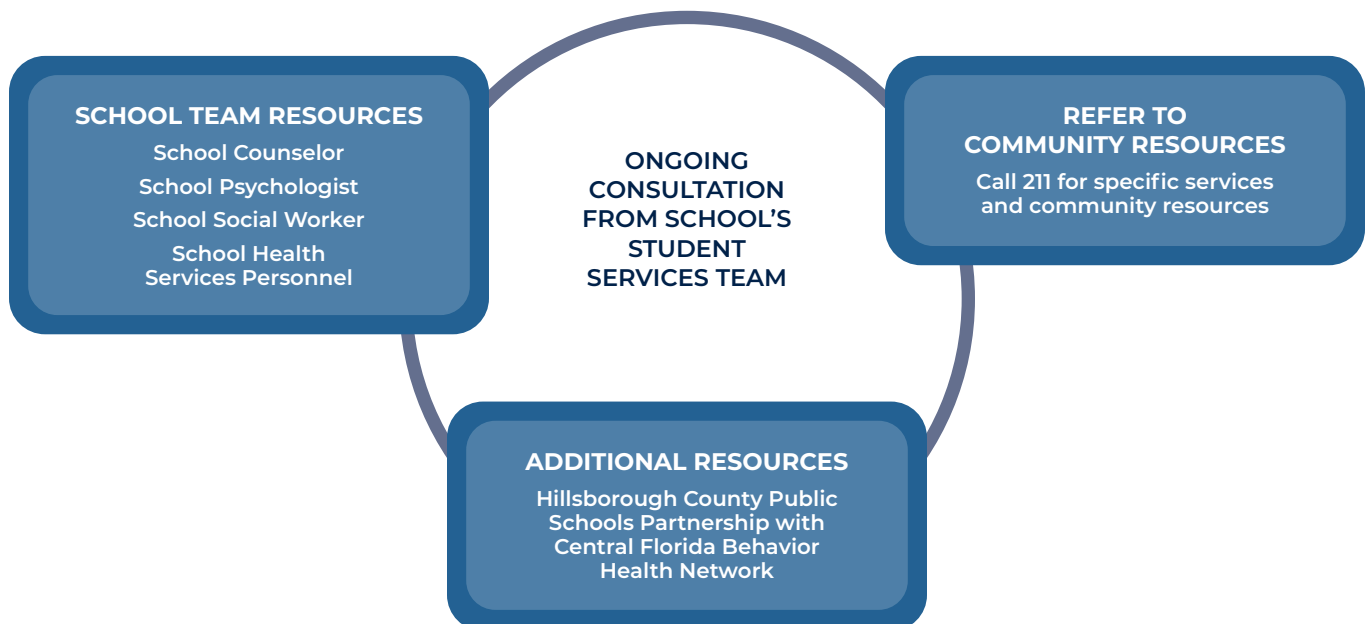 SCHOOL TEAM RESOURCES
School Counselor
School Psychologist
School Social Worker
School Health
Services Personnel
ONGOING
CONSULTATION
FROM SCHOOL'S
STUDENT
SERVICES TEAM
REFER TO
COMMUNITY RESOURCES
Call 211 for specific services
and community resources
ADDITIONAL RESOURCES
Hillsborough County Public
Schools Partnership with
Central Florida Behavior
Health Network